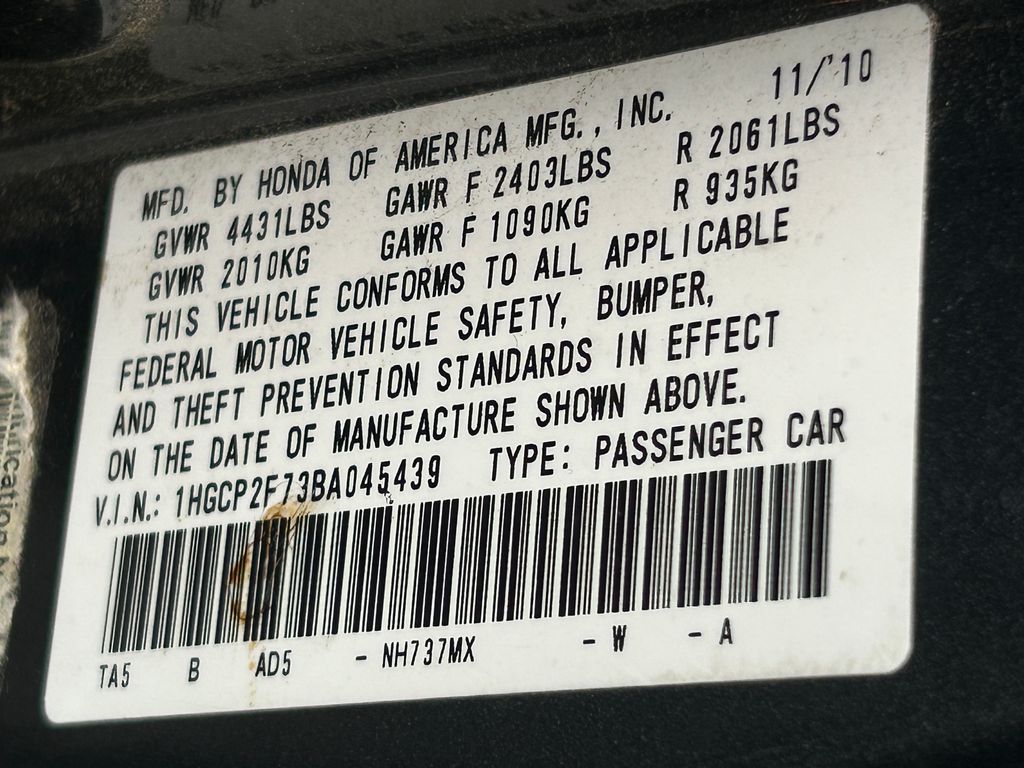 MFD. BY HONDA OF AMERICA MFG., INC. 11/'10
GVWR 4431LBS GAWR F 2403LBS R 2061LBS
GVWR 2010KG GAWR F 1090KG R 935KG
THIS VEHICLE CONFORMS TO ALL APPLICABLE
FEDERAL MOTOR VEHICLE SAFETY, BUMPER,
AND THEFT PREVENTION STANDARDS IN EFFECT
ON THE DATE OF MANUFACTURE SHOWN ABOVE.
V.I.N.: 1HGCP2F73BA045439 TYPE: PASSENGER CAR
TA5 B AD5 - NH737MX - W - A